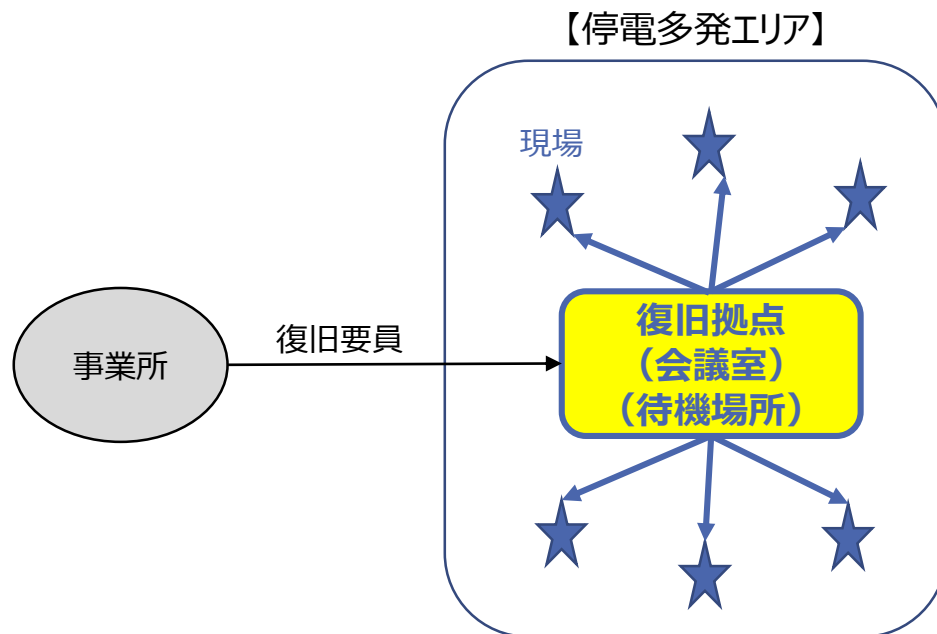 【停電多発エリア】
現場
復旧要員
事業所
復旧拠点
（会議室）
（待機場所）